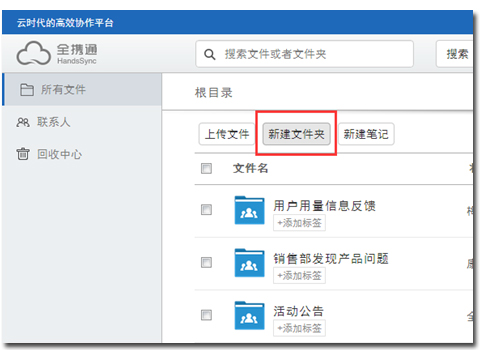 云时代的高效协作平台
全携通
HandsSync
搜索文件或者文件夹
搜索
所有文件
联系人
回收中心
根目录
上传文件 新建文件夹 新建笔记
文件名
用户用量信息反馈
+添加标签
销售部发现产品问题
+添加标签
活动公告
+添加标签